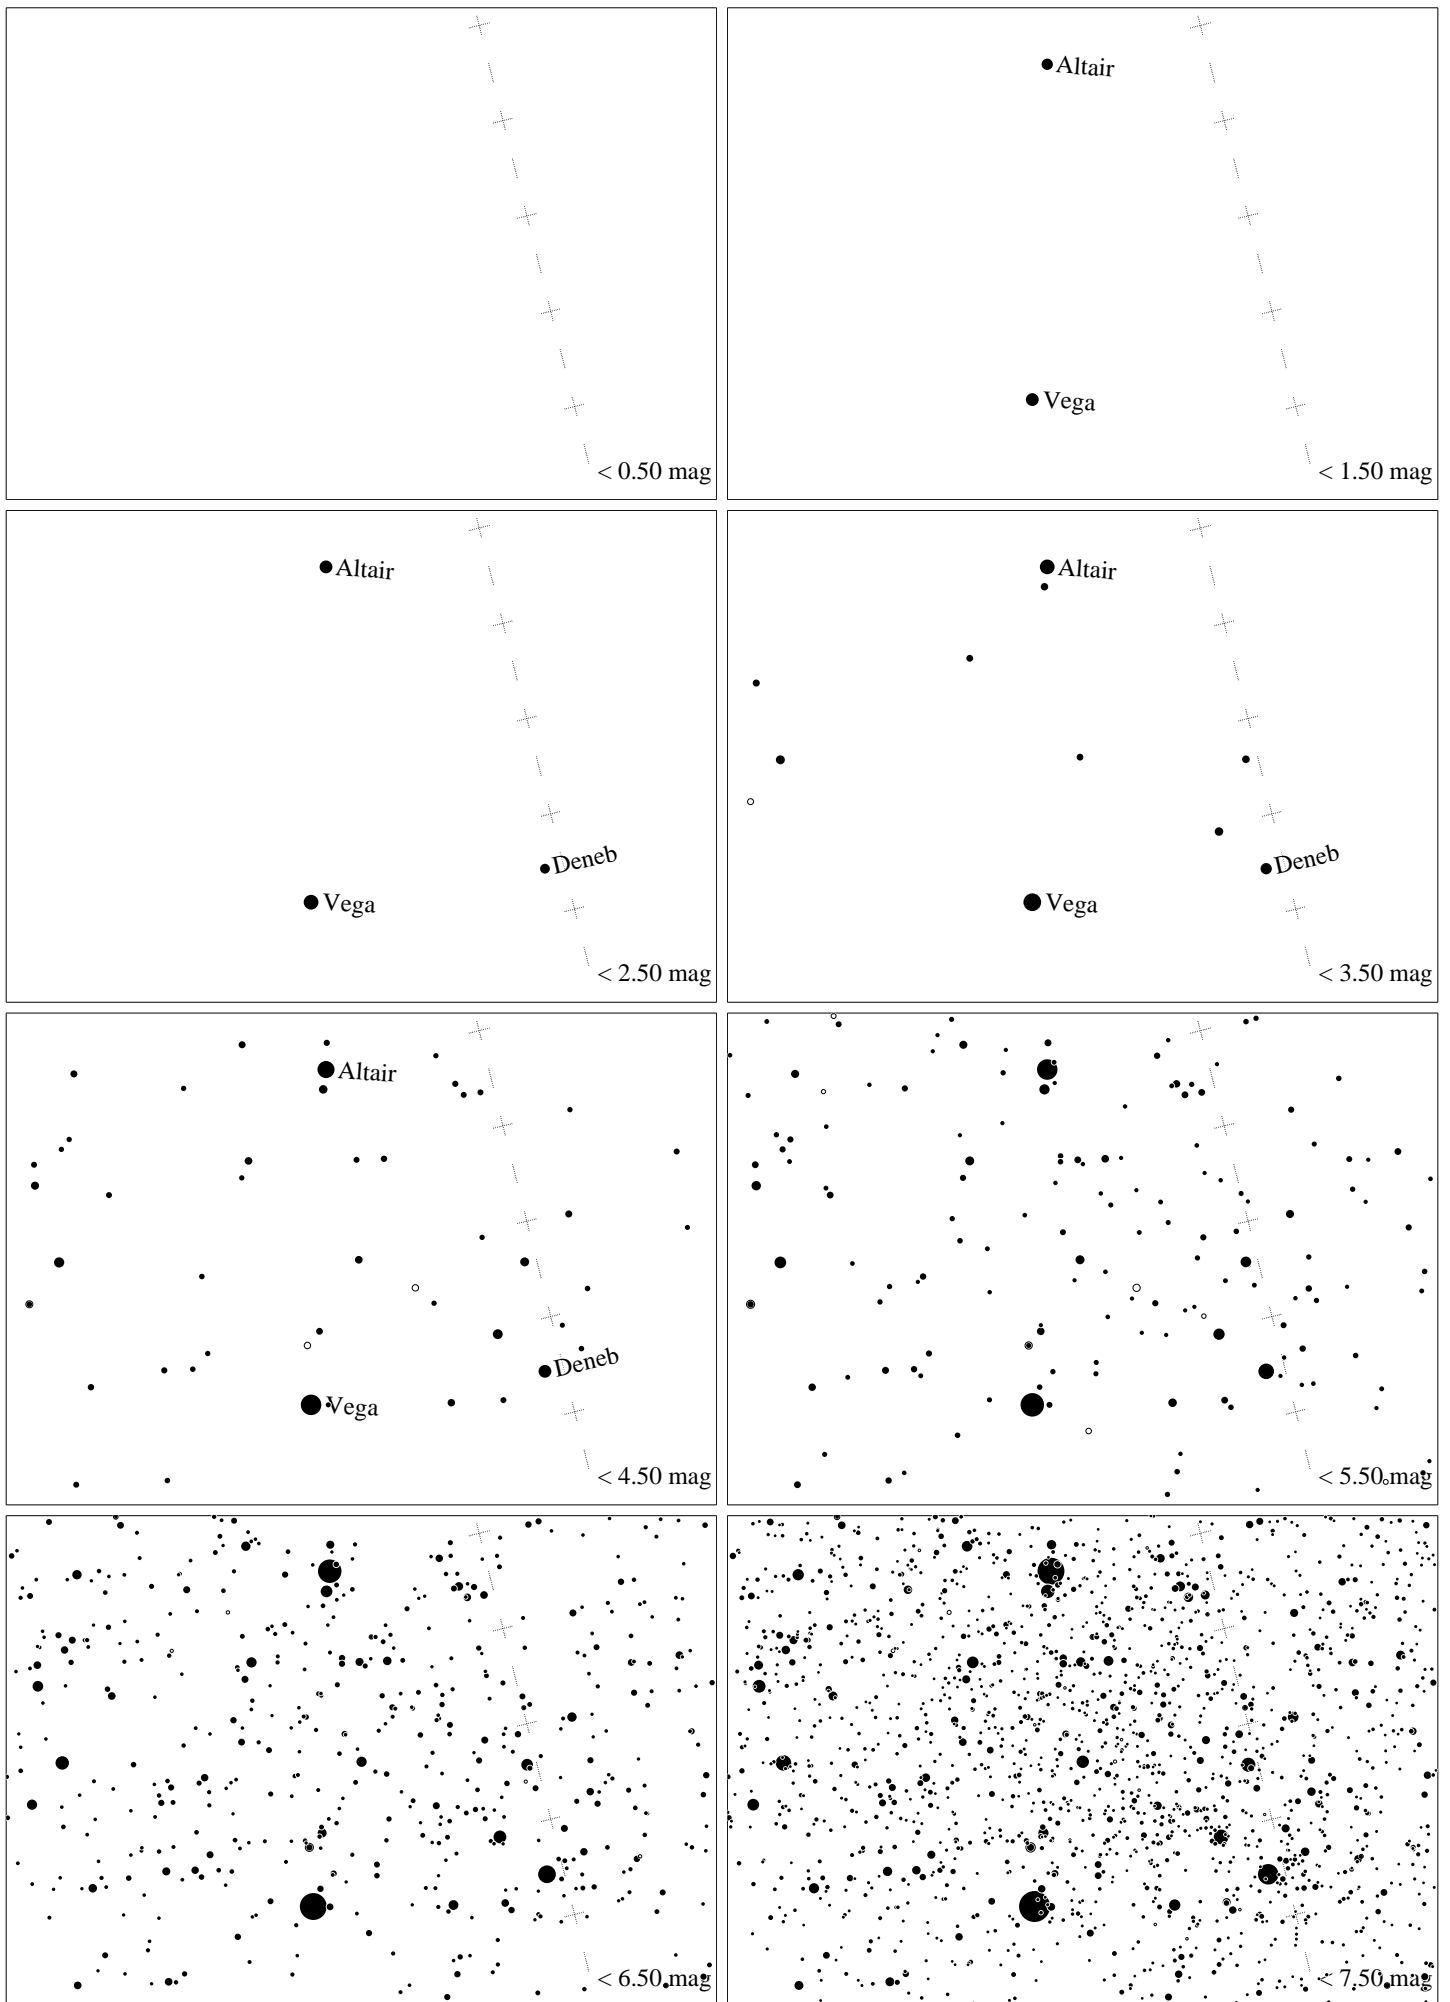 < 0.50 mag
Altair
Vega
< 1.50 mag
Altair
Deneb
Vega
< 2.50 mag
Altair
Deneb
Vega
< 3.50 mag
Altair
Deneb
Vega
< 4.50 mag
< 5.50 mag
< 6.50 mag
< 7.50 mag